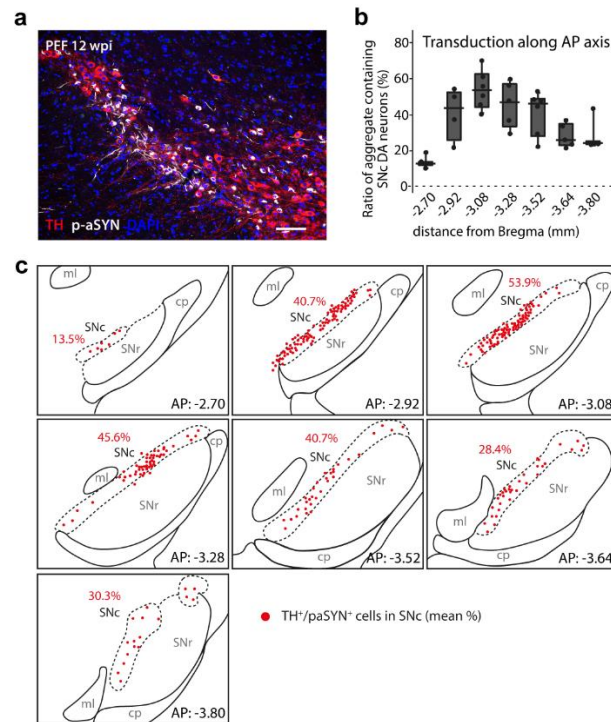 a
PFF 12 wpi
TH p-aSYN DAPI
b
Transduction along AP axis
Ratio of aggregate containing
SNc DA neurons (%)
80
60
40
20
0
-2.70
-2.92
-3.08
-3.28
-3.52
-3.64
-3.80
distance from Bregma (mm)
c
ml
cp
13.5%
SNc
SNr
AP: -2.70
ml
cp
40.7%
SNc
SNr
AP: -2.92
ml
cp
53.9%
SNc
SNr
AP: -3.08
45.6%
SNc
cp
ml
SNr
AP: -3.28
40.7%
SNc
ml
SNr
cp
AP: -3.52
28.4%
SNc
SNr
ml
cp
AP: -3.64
30.3%
SNc
SNr
ml
cp
AP: -3.80
TH⁺/paSYN⁺ cells in SNc (mean %)